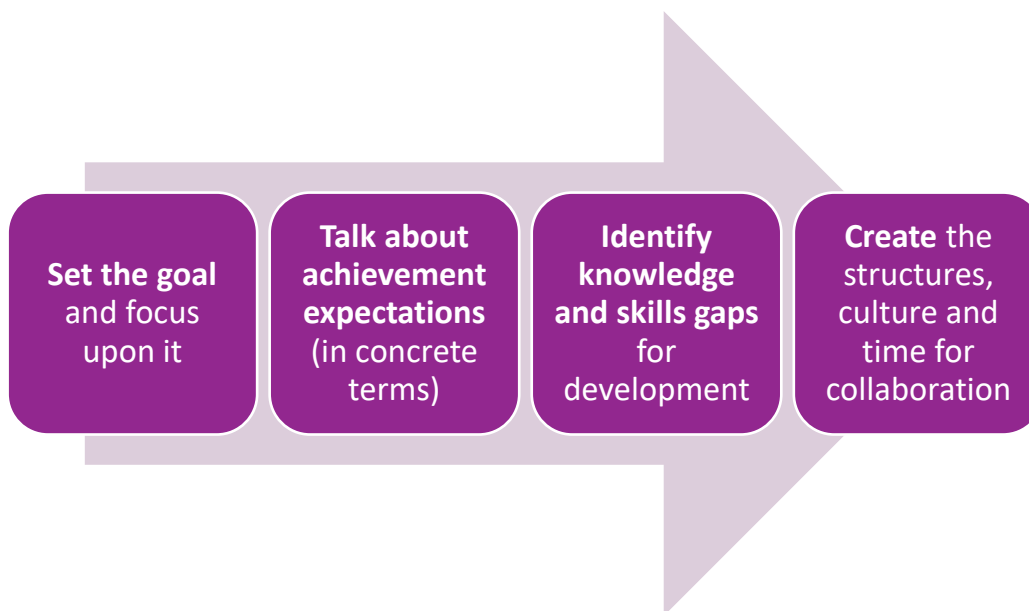 Set the goal
and focus
upon it
Talk about
achievement
expectations
(in concrete
terms)
Identify
knowledge
and skills gaps
for
development
Create the
structures,
culture and
time for
collaboration